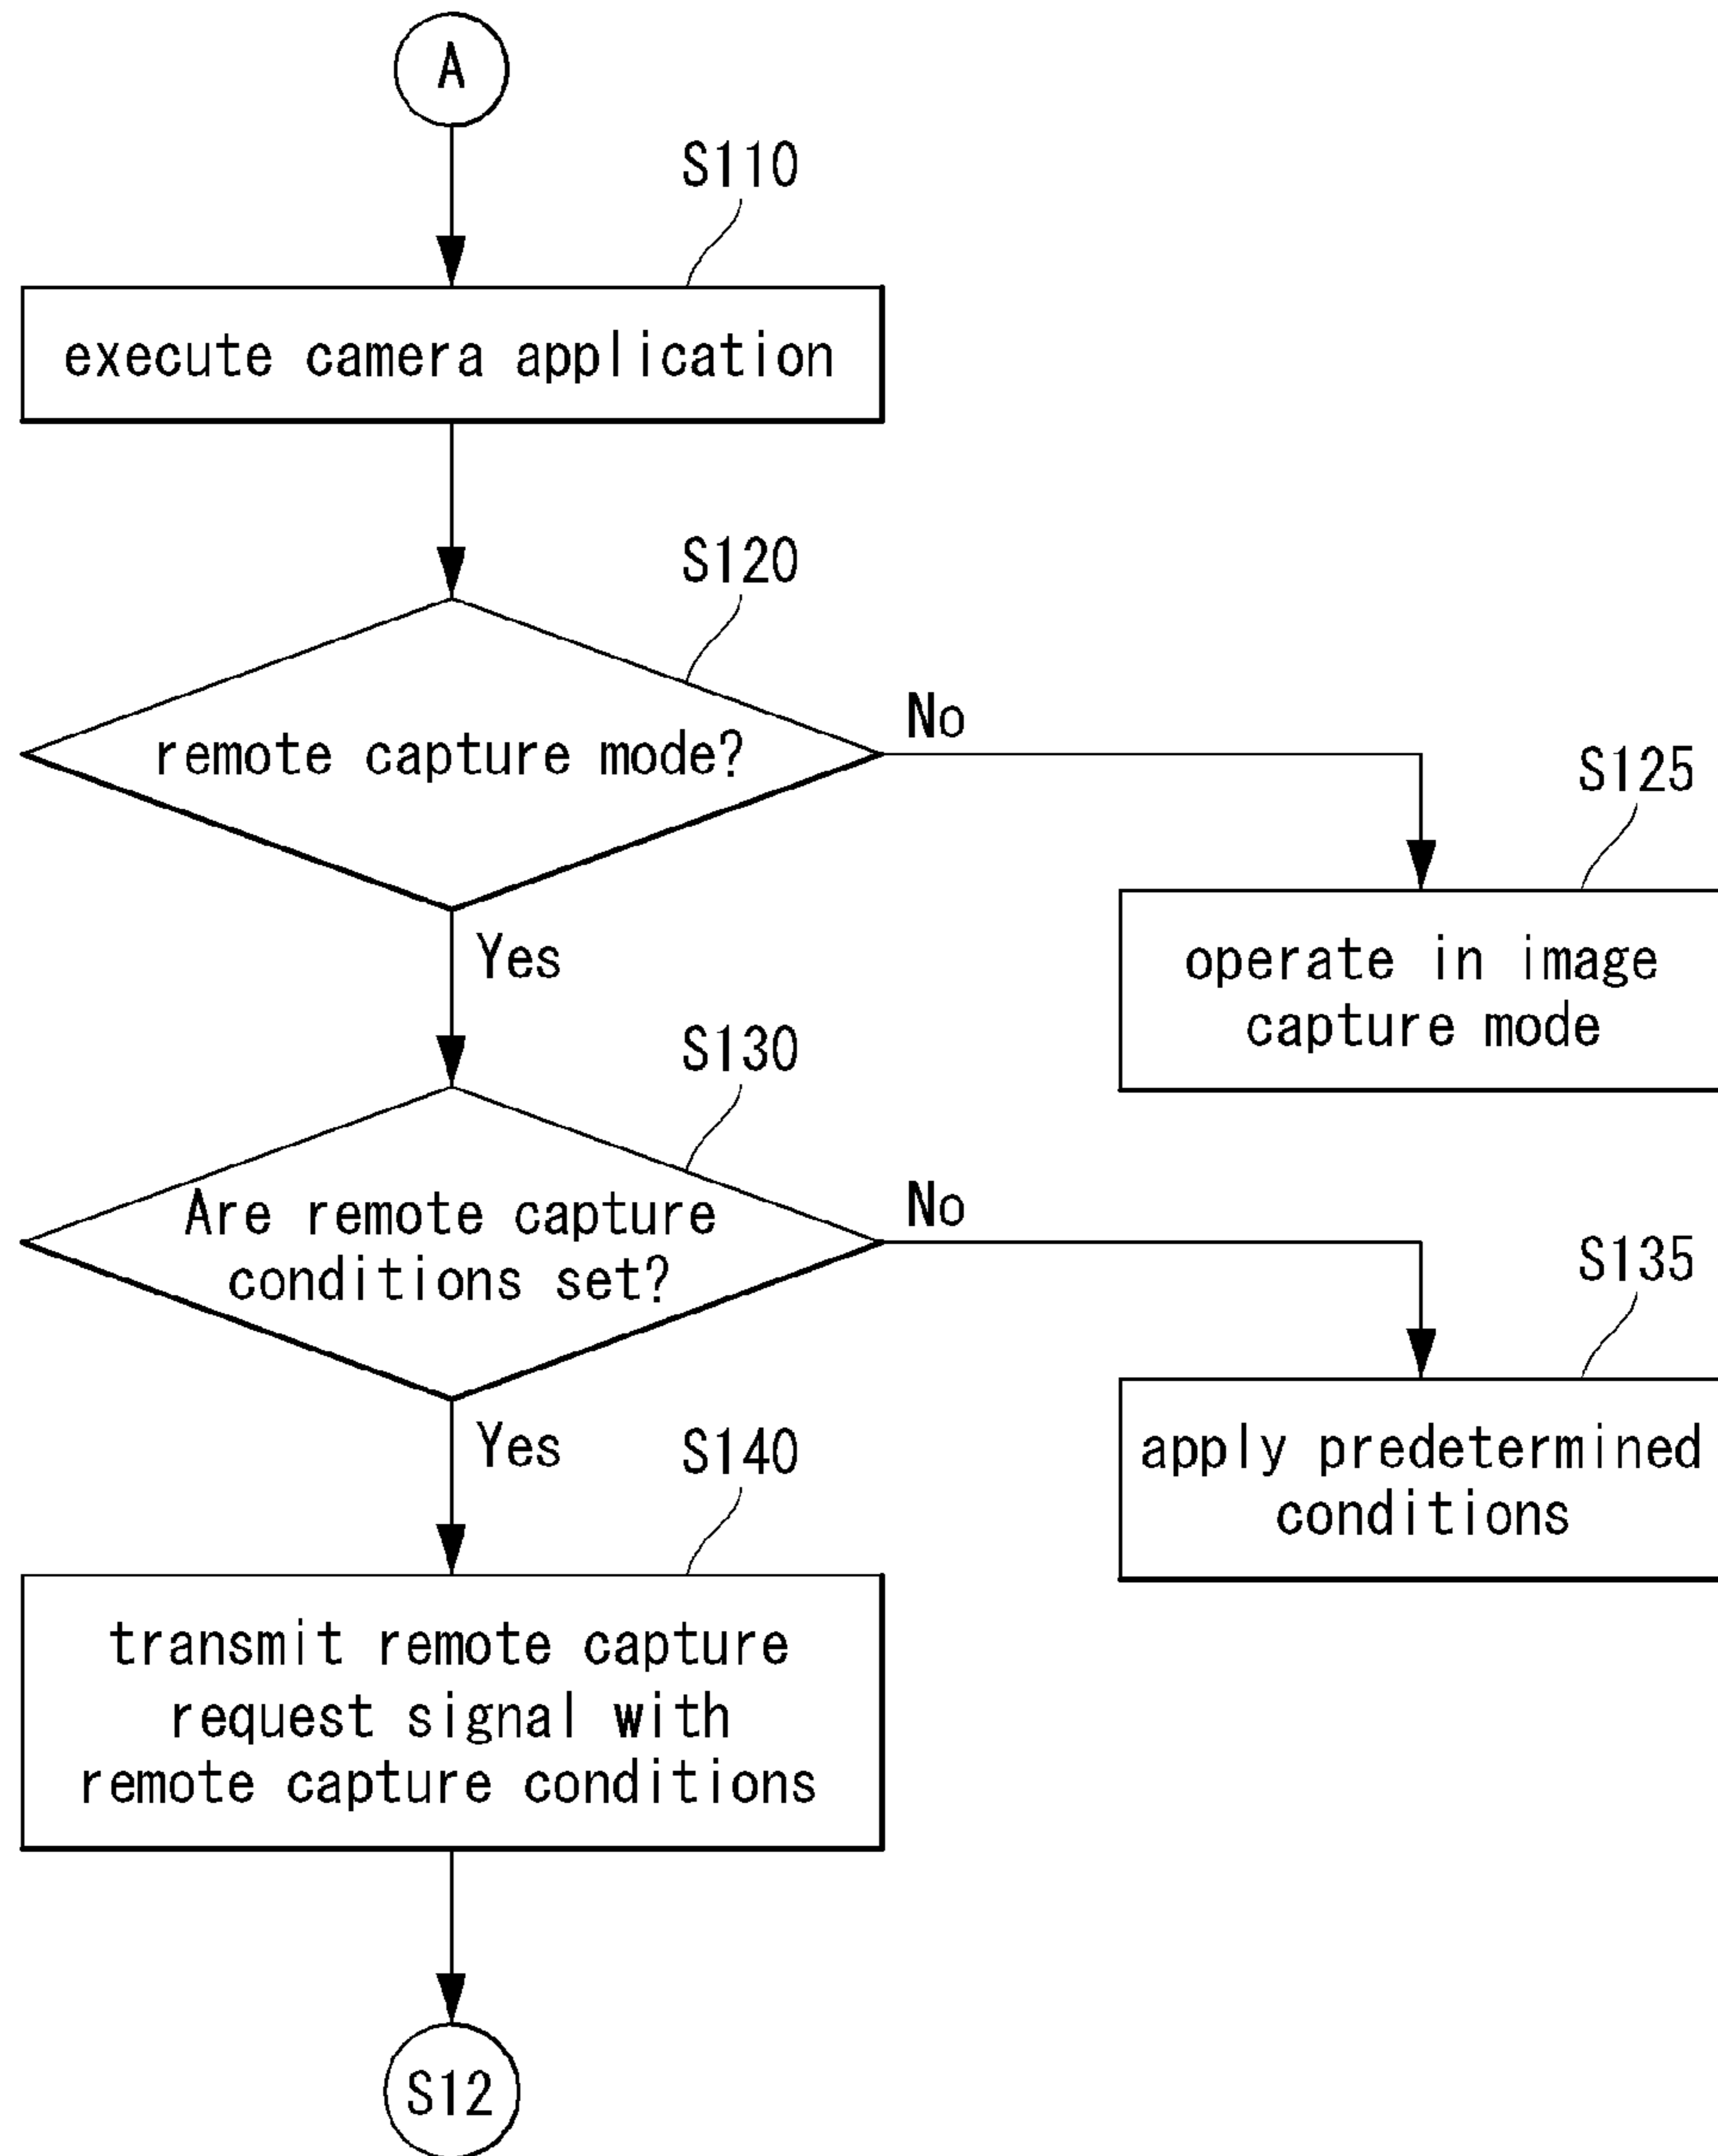 A
S110
execute camera application
S120
remote capture mode?
No
S125
operate in image
capture mode
Yes
S130
Are remote capture
conditions set?
No
S135
apply predetermined
conditions
Yes
S140
transmit remote capture
request signal with
remote capture conditions
S12